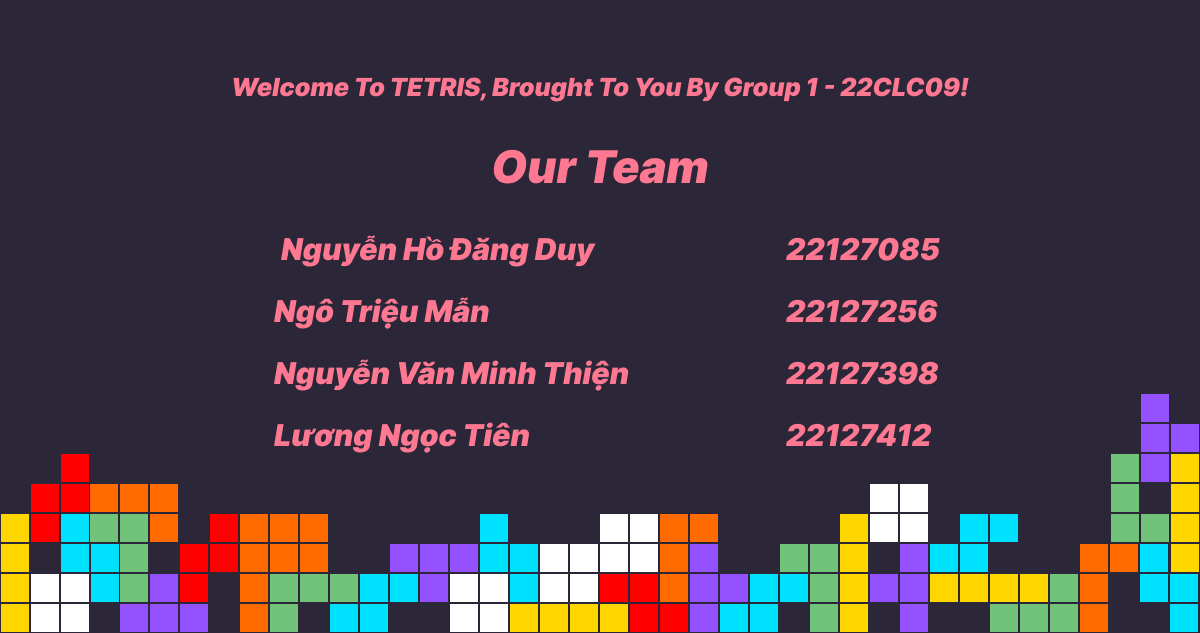 Welcome To TETRIS, Brought To You By Group 1 - 22CLC09!
Our Team
Nguyễn Hồ Đăng Duy 22127085
Ngô Triệu Mẫn 22127256
Nguyễn Văn Minh Thiện 22127398
Lương Ngọc Tiên 22127412